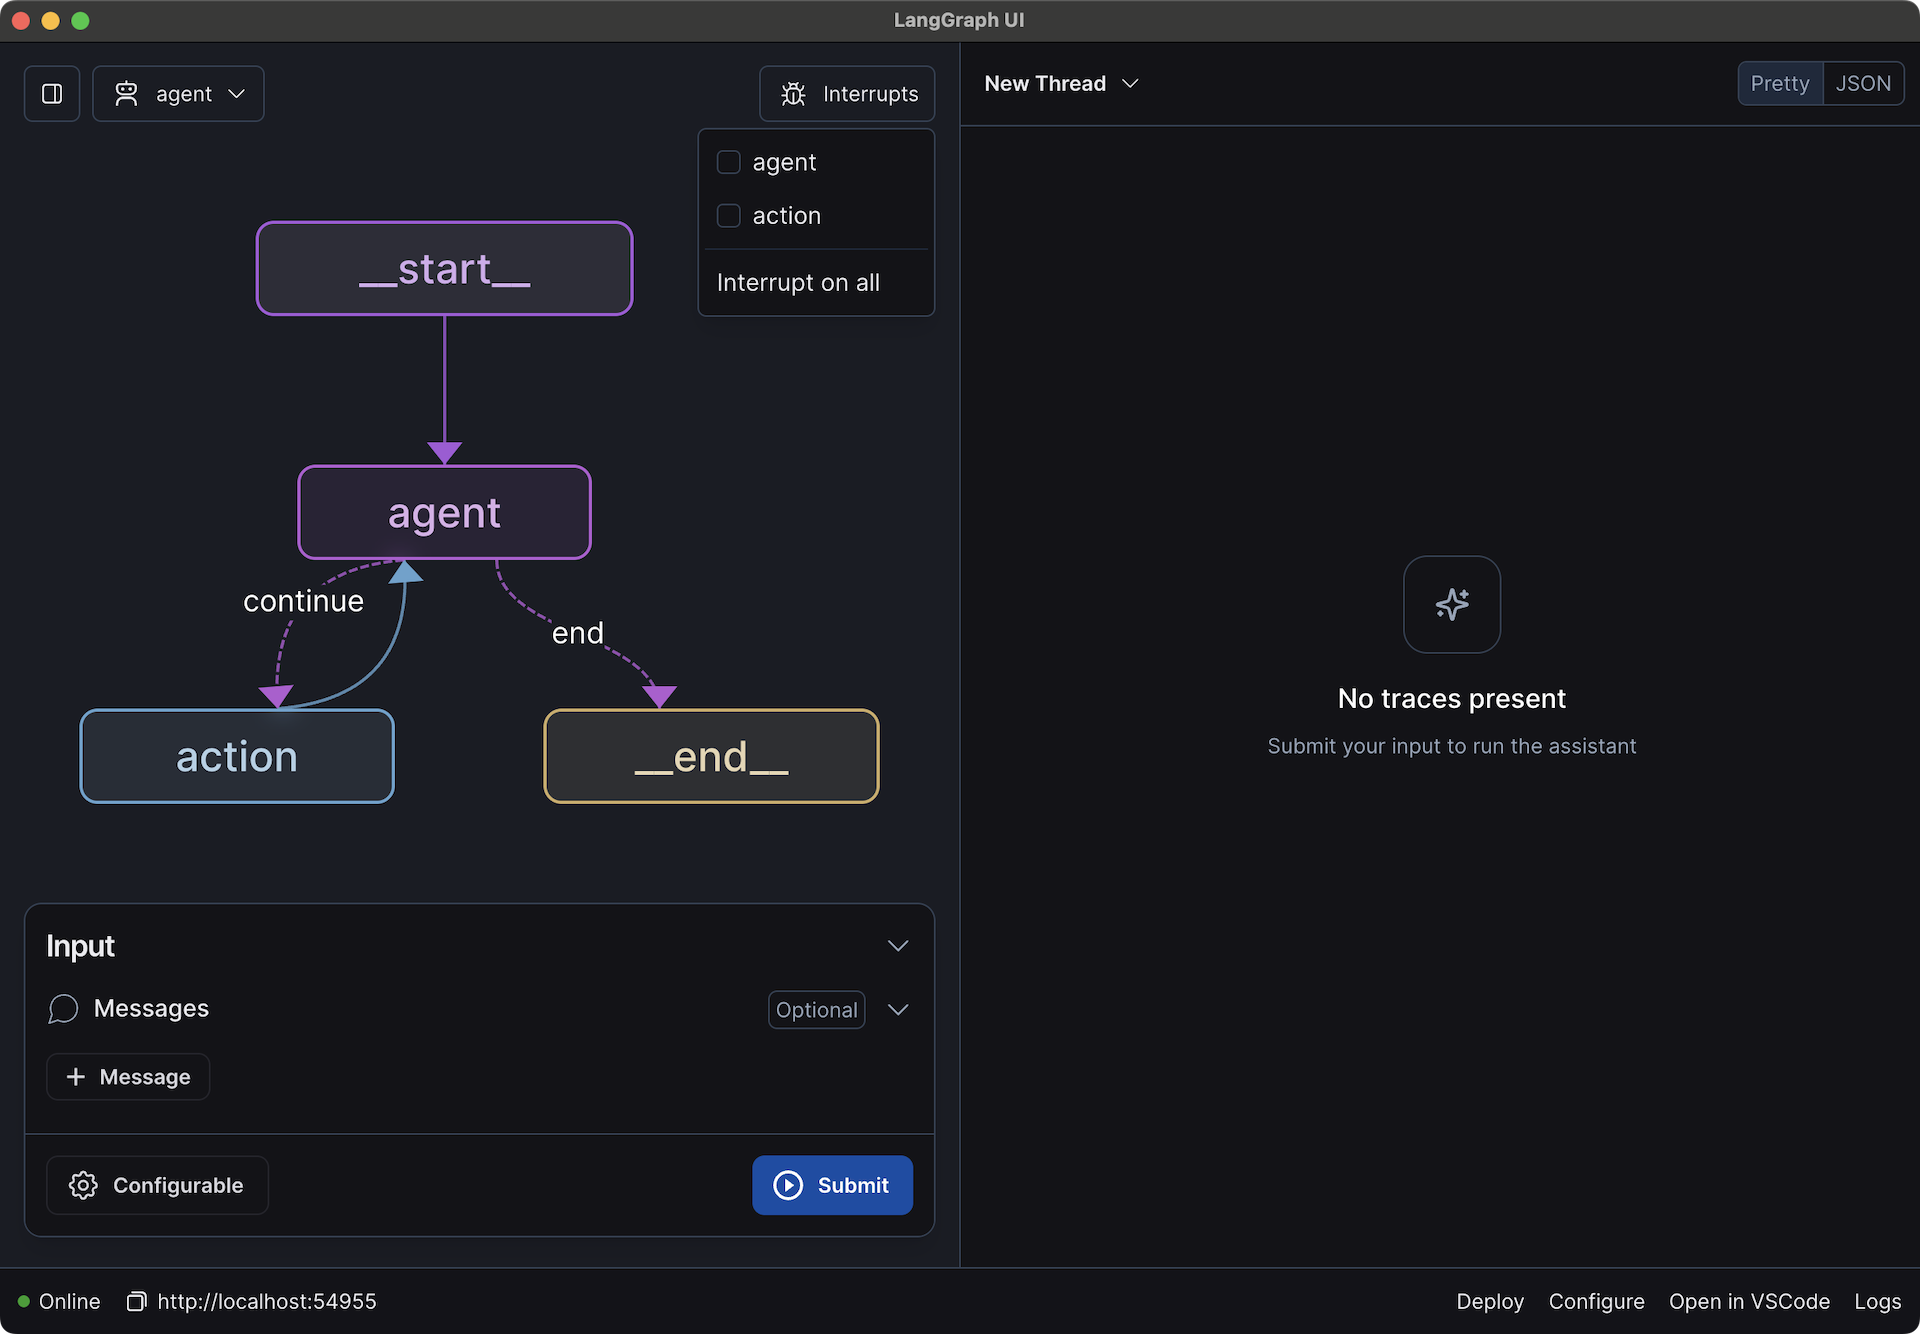 LangGraph UI
agent
Interrupts
agent
action
Interrupt on all
__start__
agent
continue
end
action
__end__
Input
Messages
Optional
Message
Configurable
Submit
New Thread
Pretty
JSON
No traces present
Submit your input to run the assistant
Online
http://localhost:54955
Deploy
Configure
Open in VSCode
Logs